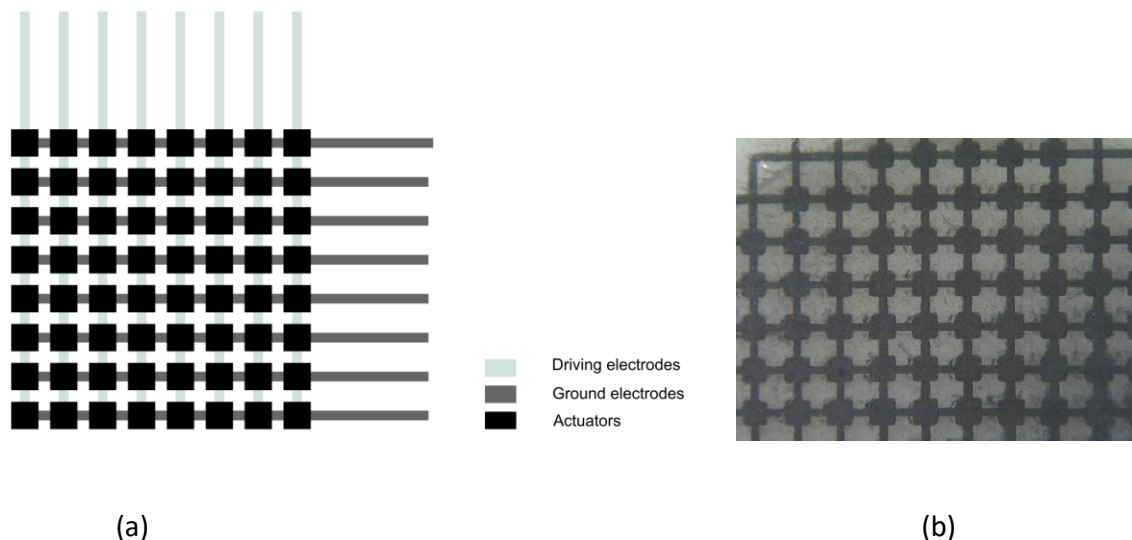 Driving electrodes
Ground electrodes
Actuators
(a)
(b)